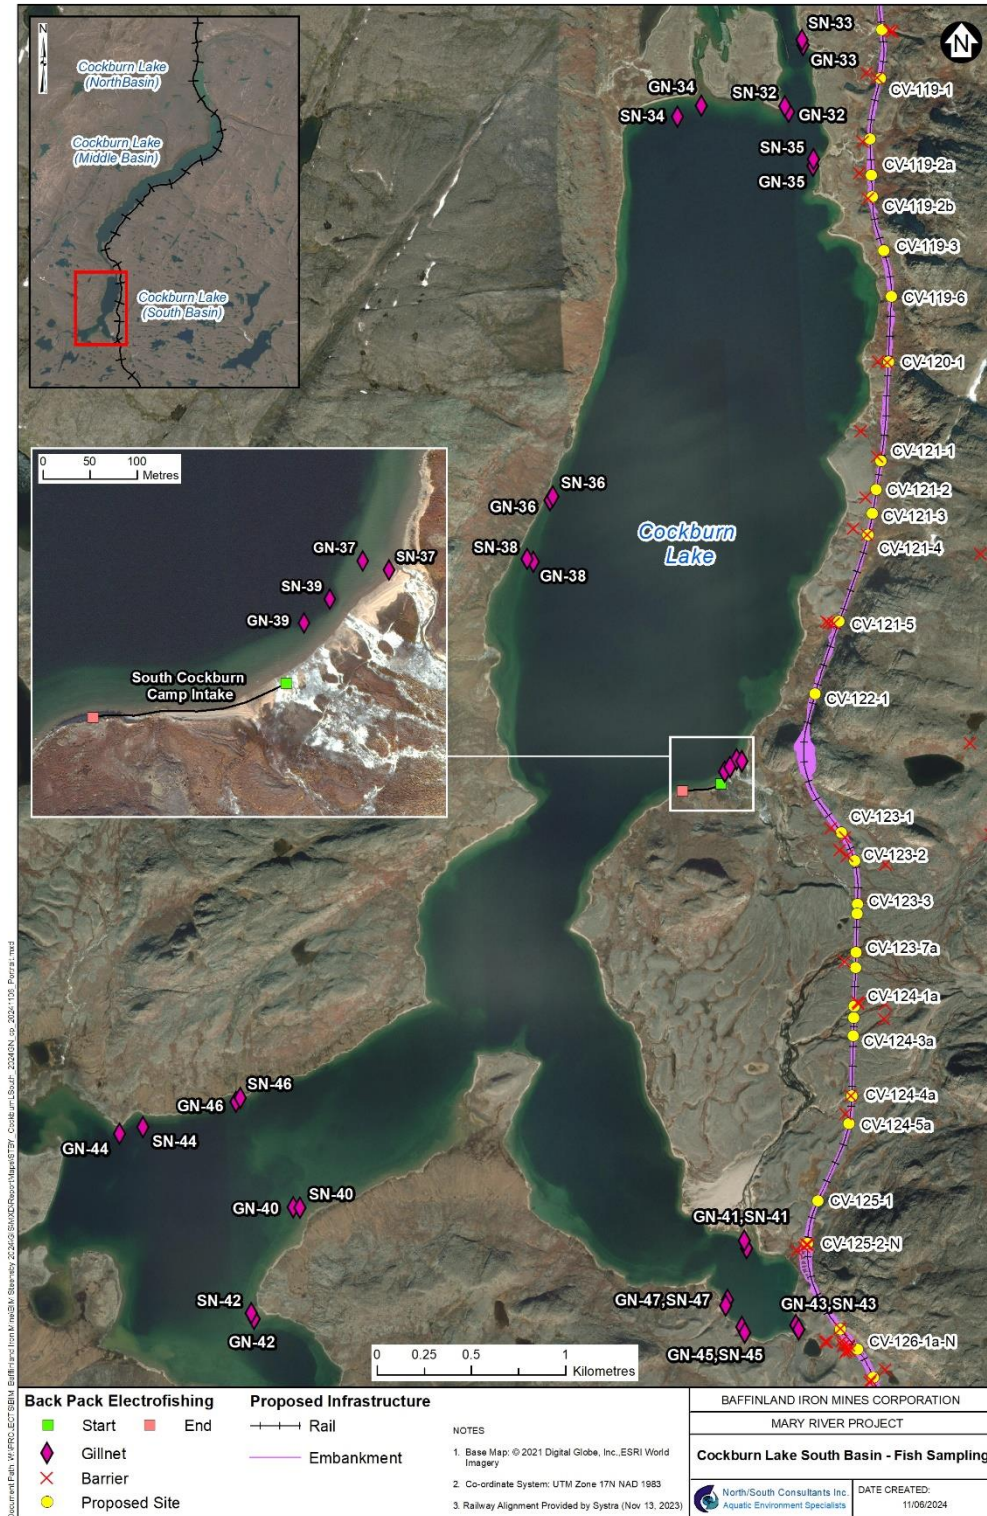 N
Cockburn Lake
(NorthBasin)
Cockburn Lake
(Middle Basin)
Cockburn Lake
(South Basin)
N
SN-33
GN-33
GN-34
SN-34
SN-32
GN-32
SN-35
GN-35
CV-119-1
CV-119-2a
CV-119-2b
CV-119-3
CV-119-6
CV-120-1
CV-121-1
CV-121-2
CV-121-3
CV-121-4
CV-121-5
CV-122-1
CV-123-1
CV-123-2
CV-123-3
CV-123-7a
CV-124-1a
CV-124-3a
CV-124-4a
CV-124-5a
CV-125-1
CV-125-2-N
CV-126-1a-N
SN-36
GN-36
SN-38
GN-38
Cockburn
Lake
0 50 100
Metres
GN-37
SN-37
SN-39
GN-39
South Cockburn
Camp Intake
SN-46
GN-46
GN-44
SN-44
GN-40
SN-40
SN-42
GN-42
GN-41,SN-41
GN-47,SN-47
GN-43,SN-43
GN-45,SN-45
0 0.25 0.5 1
Kilometres
Back Pack Electrofishing
Start End
Gillnet
Barrier
Proposed Site
Proposed Infrastructure
Rail
Embankment
NOTES
1. Base Map: © 2021 Digital Globe, Inc.,ESRI World
Imagery
2. Co-ordinate System: UTM Zone 17N NAD 1983
3. Railway Alignment Provided by Systra (Nov 13, 2023)
BAFFINLAND IRON MINES CORPORATION
MARY RIVER PROJECT
Cockburn Lake South Basin - Fish Sampling
North/South Consultants Inc.
Aquatic Environment Specialists
DATE CREATED:
11/06/2024